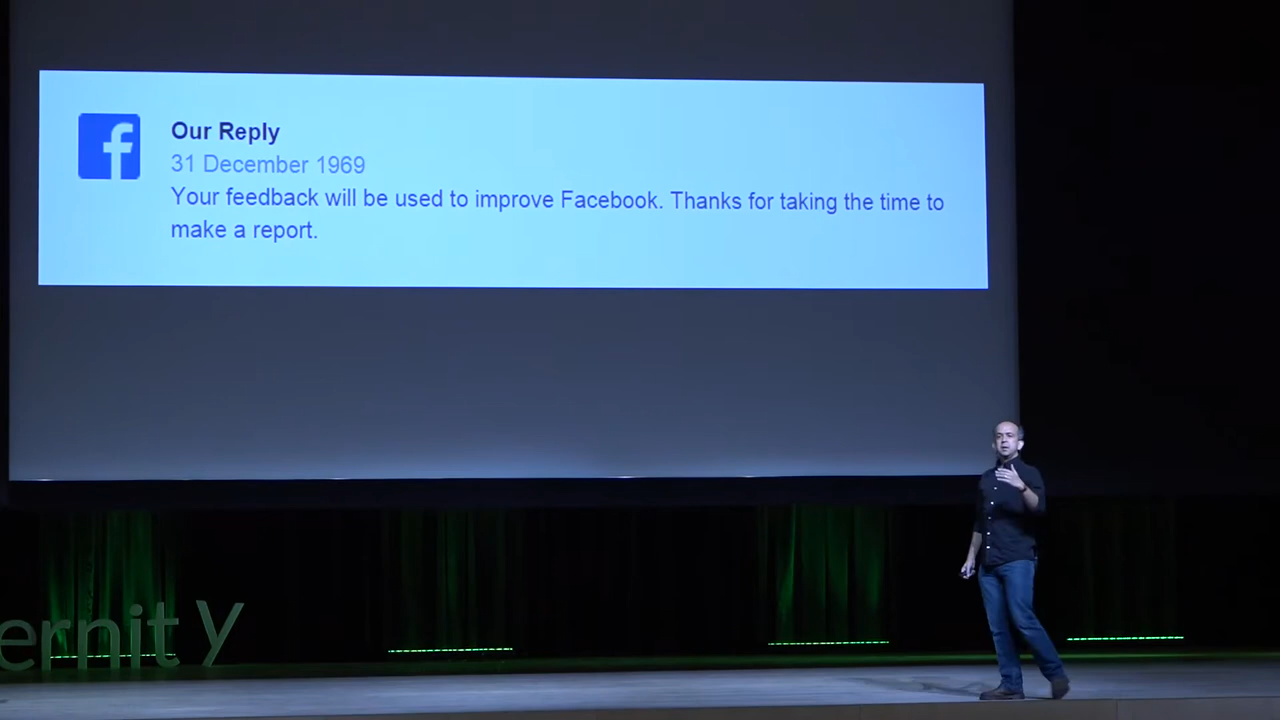 Our Reply
31 December 1969
Your feedback will be used to improve Facebook. Thanks for taking the time to
make a report.
ernity